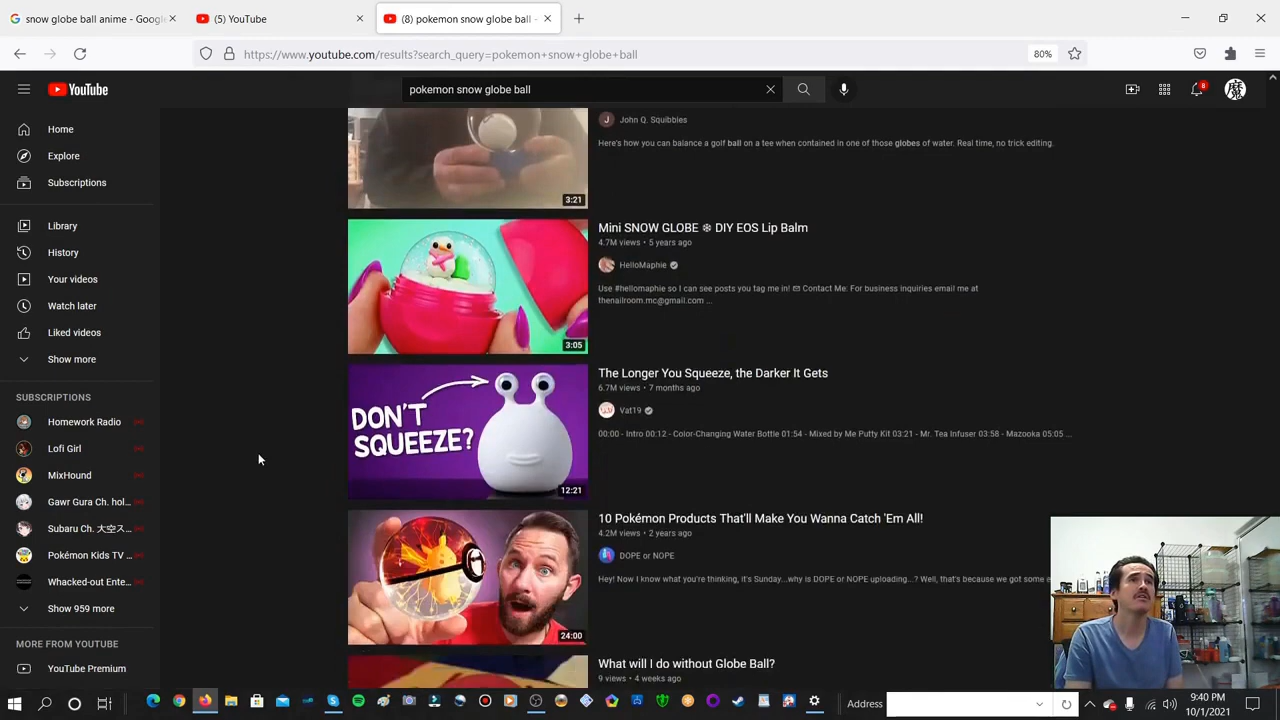 snow globe ball anime - Google
(5) YouTube
(8) pokemon snow globe ball -
https://www.youtube.com/results?search_query=pokemon+snow+globe+ball
80%
YouTube
pokemon snow globe ball
8
魔
Home
Explore
Subscriptions
Library
History
Your videos
Watch later
Liked videos
Show more
SUBSCRIPTIONS
Homework Radio
Lofi Girl
MixHound
Gawr Gura Ch. hol...
Subaru Ch. 大空ス...
Pokémon Kids TV ...
Whacked-out Ente...
Show 959 more
MORE FROM YOUTUBE
YouTube Premium
3:21
J
John Q. Squibbles
Here's how you can balance a golf ball on a tee when contained in one of those globes of water. Real time, no trick editing.
3:05
Mini SNOW GLOBE ❄ DIY EOS Lip Balm
4.7M views • 5 years ago
HelloMaphie
Use #hellomaphie so I can see posts you tag me in! ✉ Contact Me: For business inquiries email me at
thenailroom.mc@gmail.com ...
DON'T
SQUEEZE?
12:21
The Longer You Squeeze, the Darker It Gets
6.7M views • 7 months ago
Vat19
00:00 - Intro 00:12 - Color-Changing Water Bottle 01:54 - Mixed by Me Putty Kit 03:21 - Mr. Tea Infuser 03:58 - Mazooka 05:05 ...
24:00
10 Pokémon Products That'll Make You Wanna Catch 'Em All!
4.2M views • 2 years ago
DOPE or NOPE
Hey! Now I know what you're thinking, it's Sunday...why is DOPE or NOPE uploading...? Well, that's because we got some e
What will I do without Globe Ball?
9 views • 4 weeks ago
Address
9:40 PM
10/1/2021